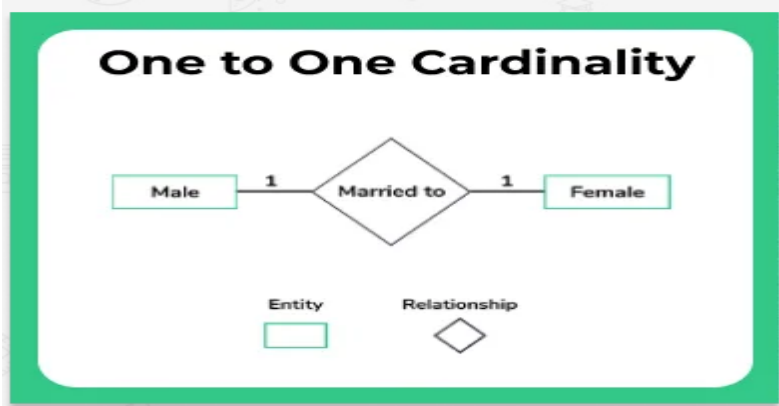 One to One Cardinality
Male 1 Married to 1 Female
Entity Relationship